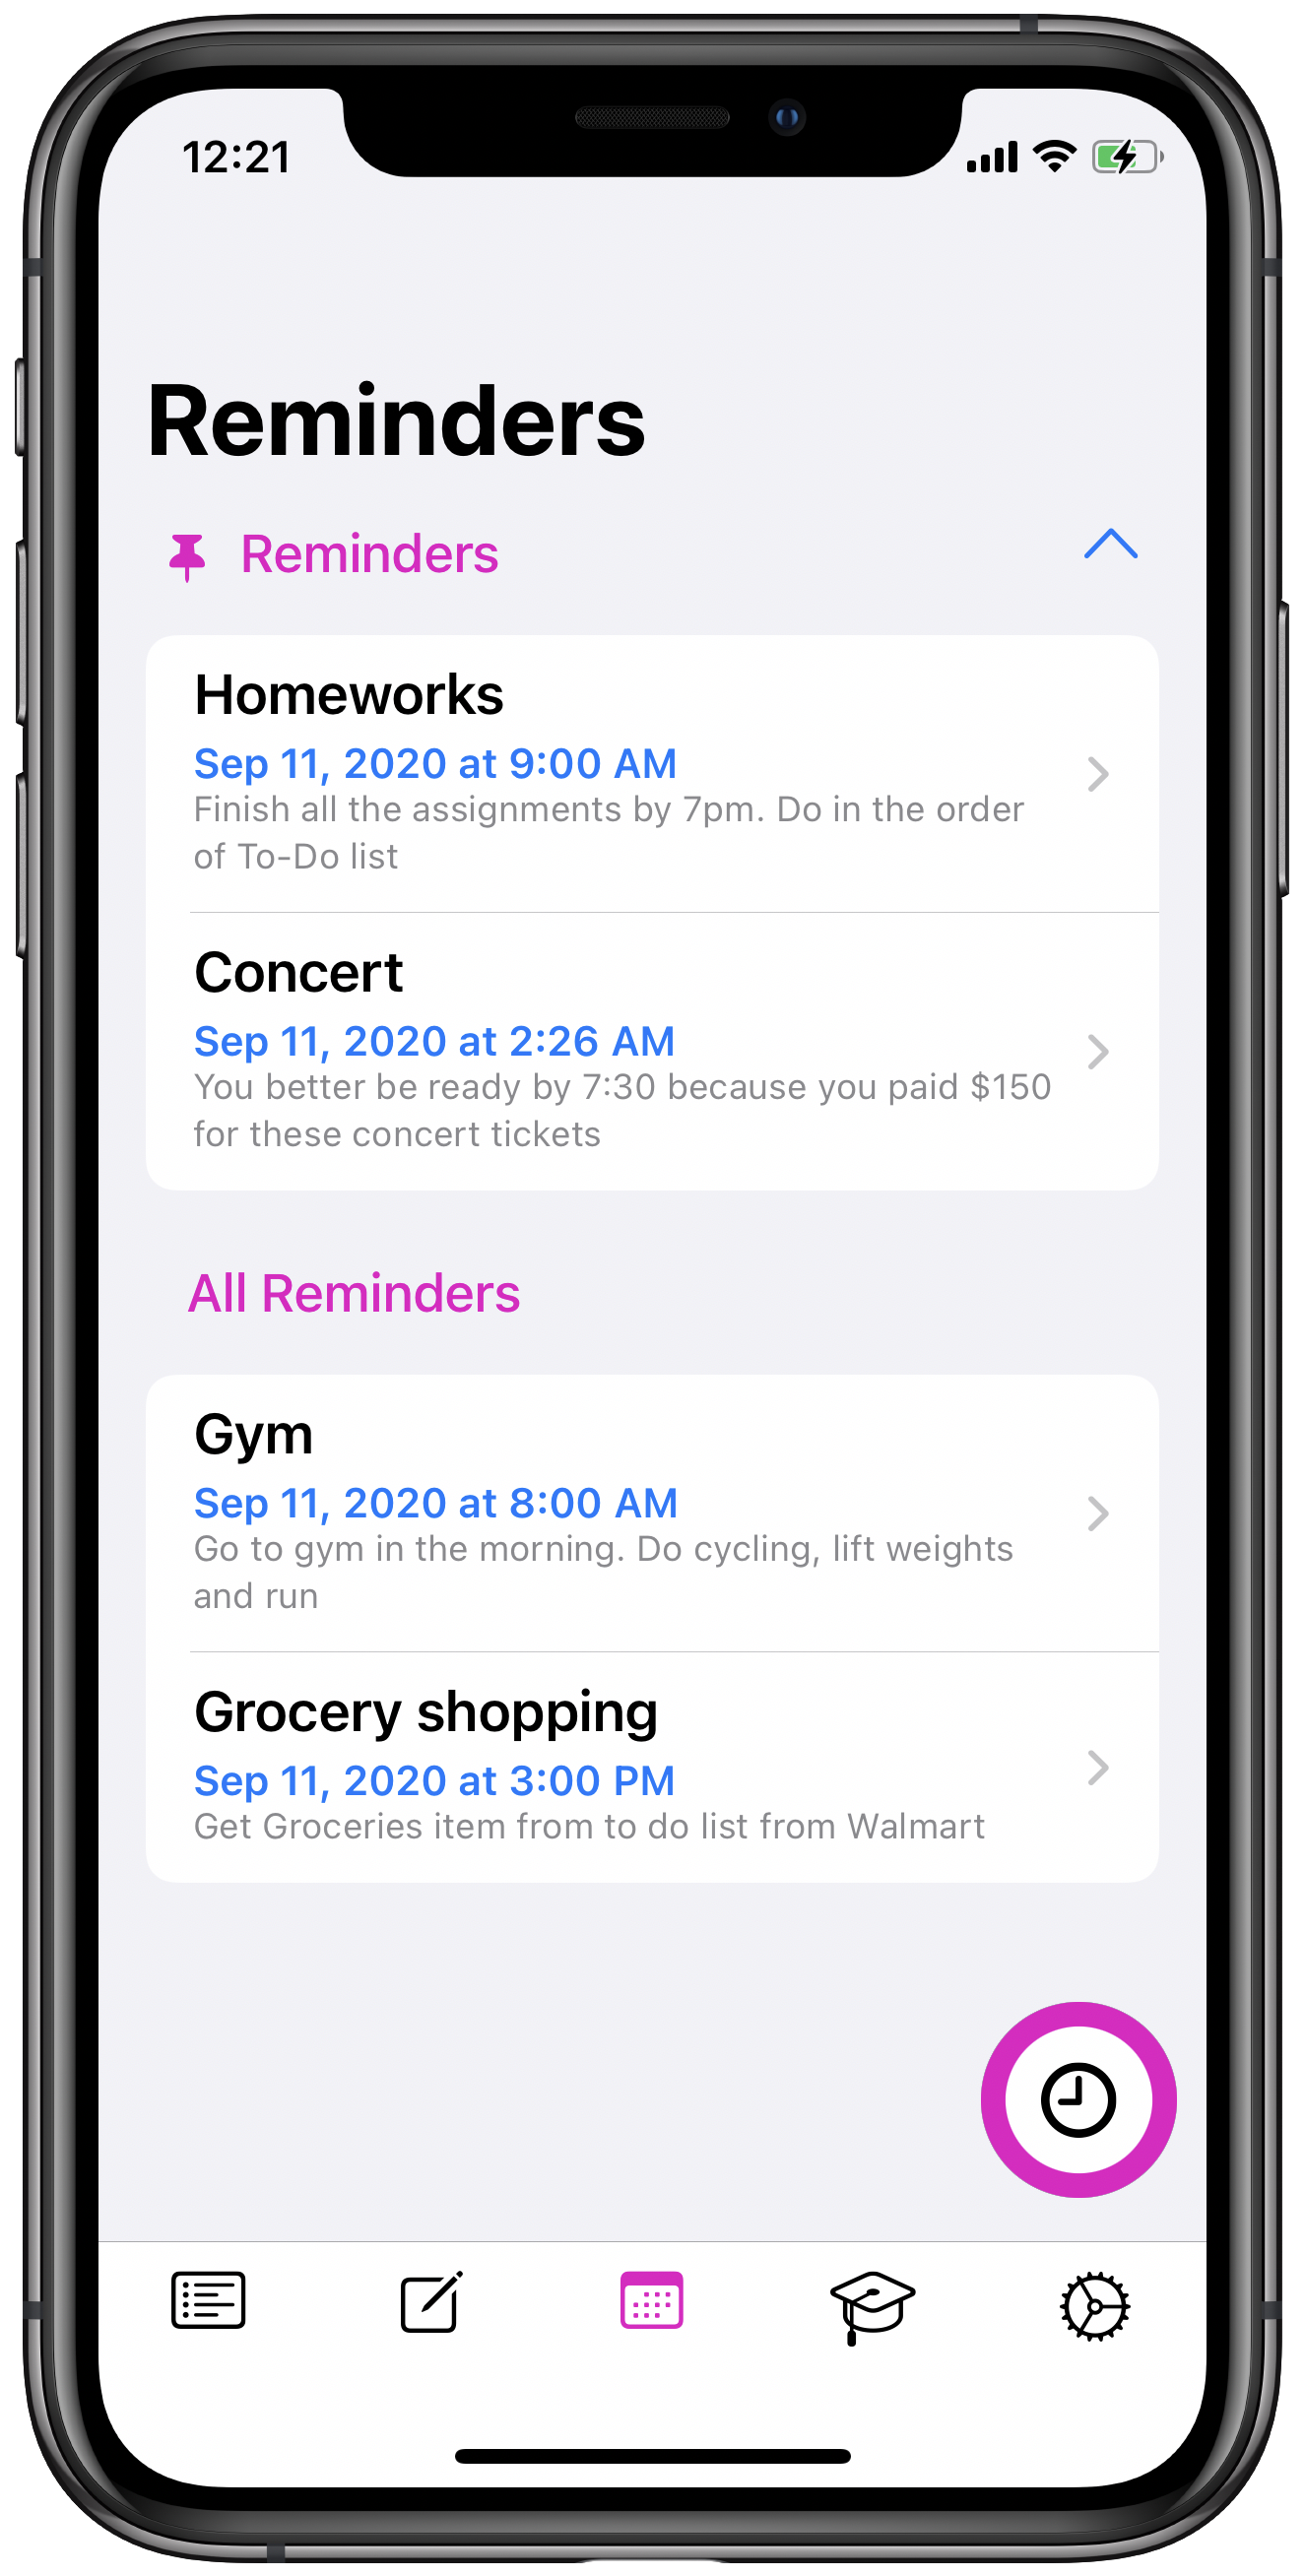 12:21
Reminders
Reminders
Homeworks
Sep 11, 2020 at 9:00 AM
Finish all the assignments by 7pm. Do in the order
of To-Do list
Concert
Sep 11, 2020 at 2:26 AM
You better be ready by 7:30 because you paid $150
for these concert tickets
All Reminders
Gym
Sep 11, 2020 at 8:00 AM
Go to gym in the morning. Do cycling, lift weights
and run
Grocery shopping
Sep 11, 2020 at 3:00 PM
Get Groceries item from to do list from Walmart